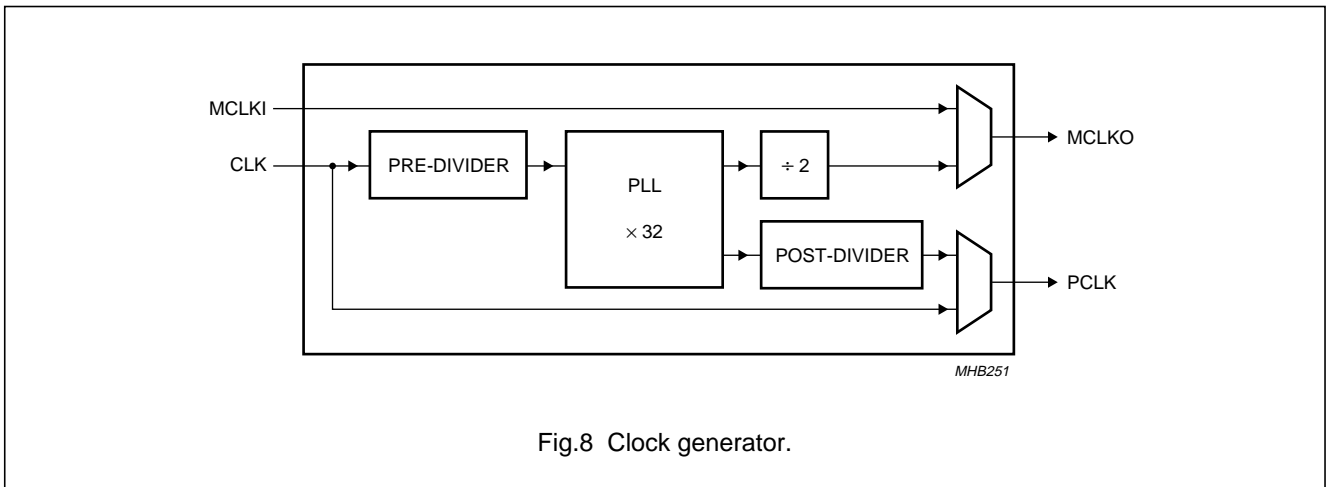 MCLKI
MCLKO
CLK
PRE-DIVIDER
PLL
× 32
÷ 2
POST-DIVIDER
PCLK
MHB251
Fig.8 Clock generator.